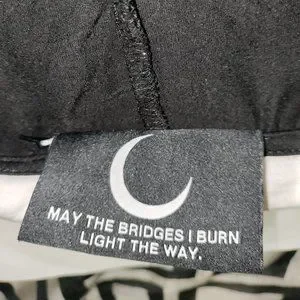 MAY THE BRIDGES I BURN
LIGHT THE WAY.